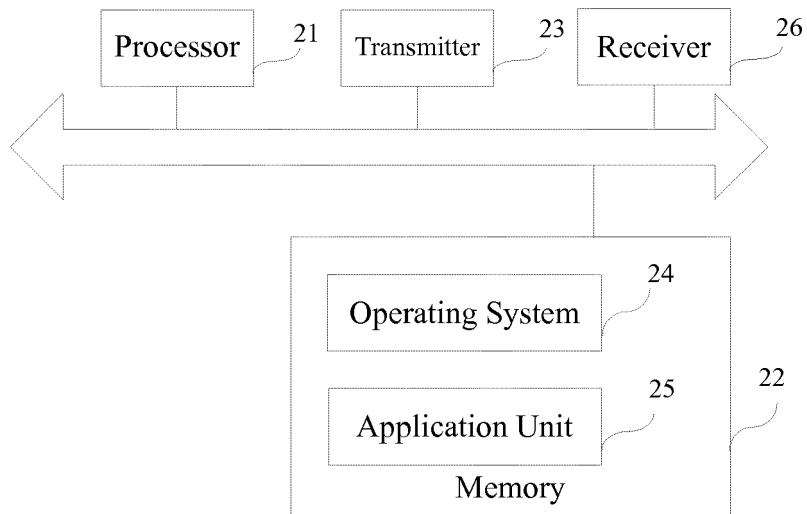 Processor
21
Transmitter
23
Receiver
26
Operating System
24
Application Unit
25
22
Memory